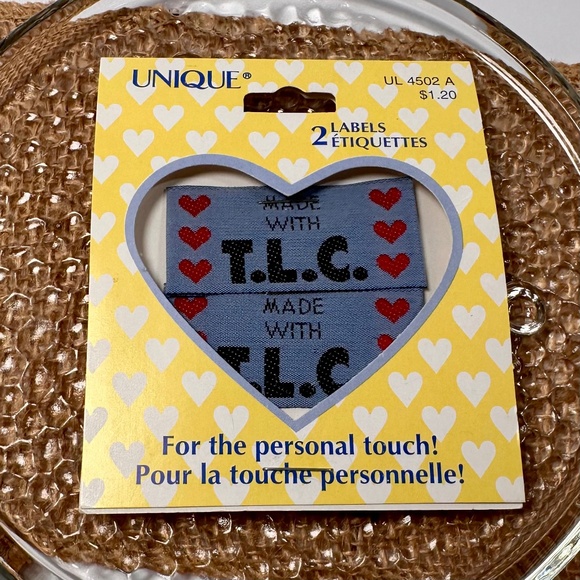 UNIQUE®
UL 4502 A
$1.20
2 LABELS
ÉTIQUETTES
MADE
WITH
T.L.C.
MADE
WITH
T.L.C
For the personal touch!
Pour la touche personnelle!